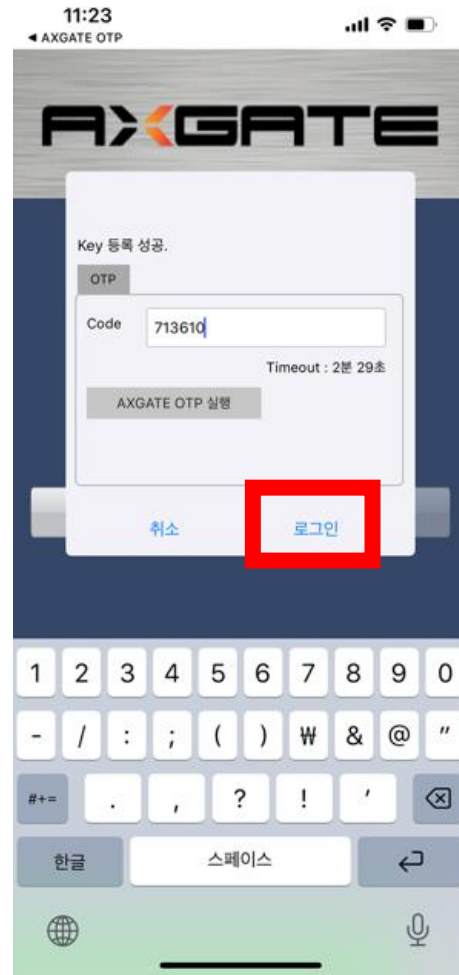 11:23
◀ AXGATE OTP
AXGATE
Key 등록 성공.
OTP
Code 713610
Timeout : 2분 29초
AXGATE OTP 실행
취소 로그인
1 2 3 4 5 6 7 8 9 0
- / : ; ( ) ₩ & @ "
#+= . , ? ! '
한글 스페이스